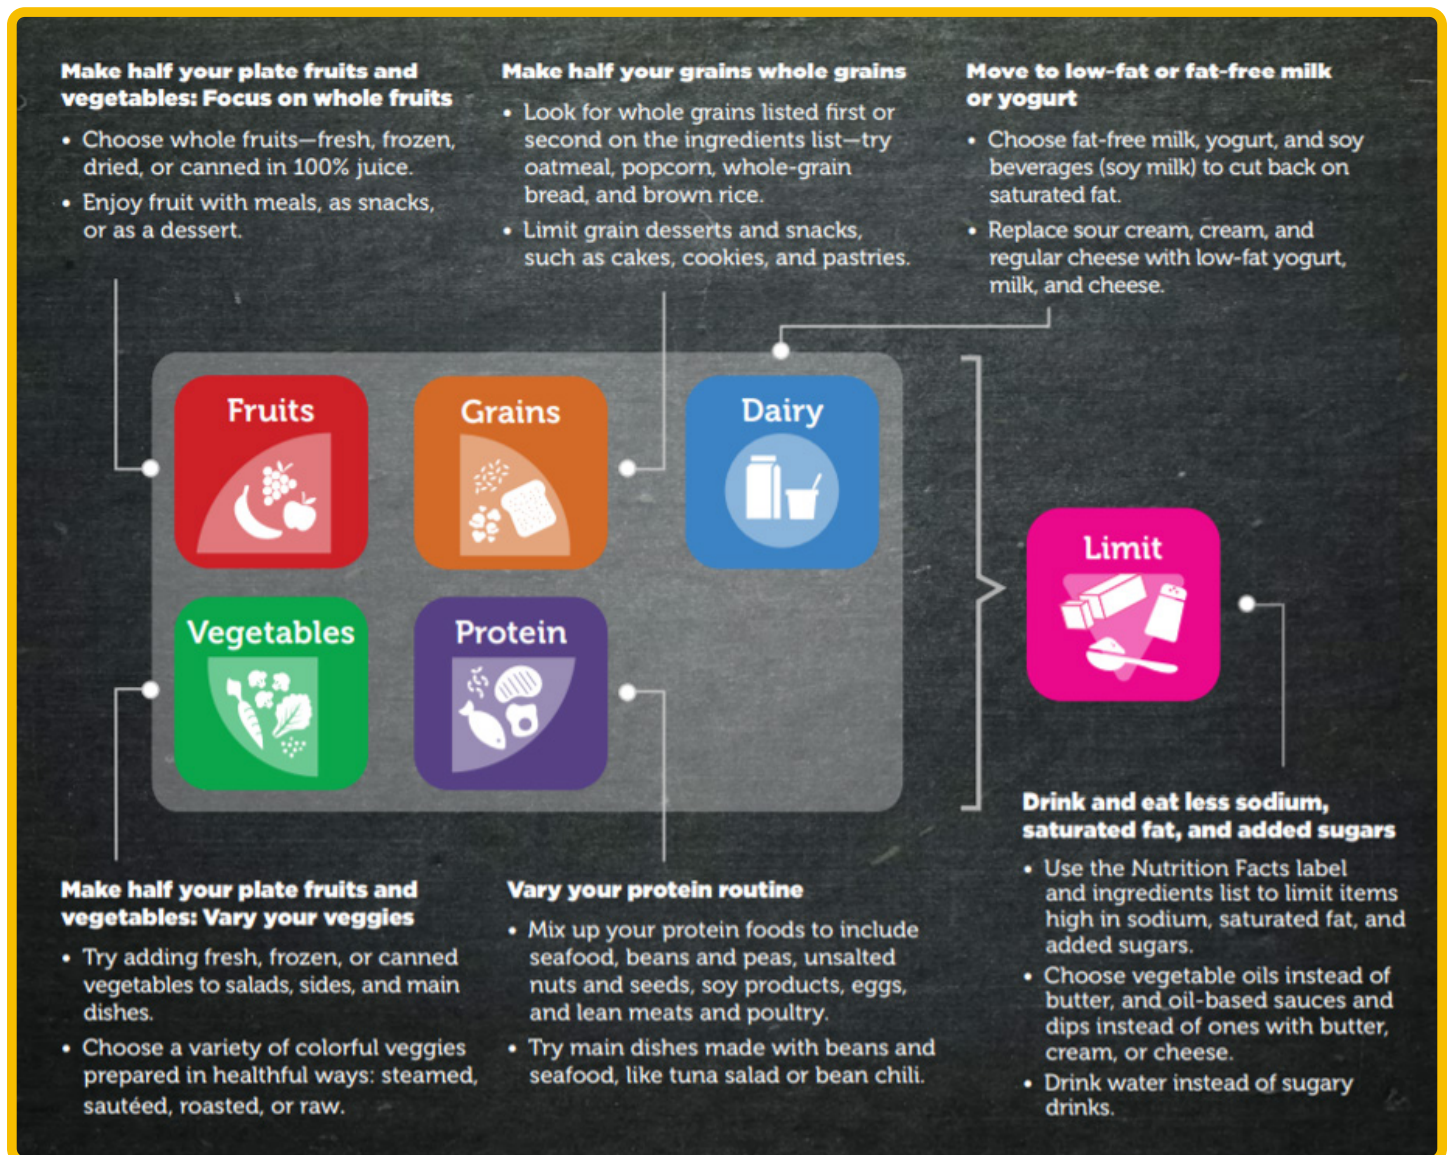 Make half your plate fruits and
vegetables: Focus on whole fruits
• Choose whole fruits—fresh, frozen,
dried, or canned in 100% juice.
• Enjoy fruit with meals, as snacks,
or as a dessert.
Make half your grains whole grains
• Look for whole grains listed first or
second on the ingredients list—try
oatmeal, popcorn, whole-grain
bread, and brown rice.
• Limit grain desserts and snacks,
such as cakes, cookies, and pastries.
Move to low-fat or fat-free milk
or yogurt
• Choose fat-free milk, yogurt, and soy
beverages (soy milk) to cut back on
saturated fat.
• Replace sour cream, cream, and
regular cheese with low-fat yogurt,
milk, and cheese.
Fruits
Grains
Dairy
Limit
Vegetables
Protein
Make half your plate fruits and
vegetables: Vary your veggies
• Try adding fresh, frozen, or canned
vegetables to salads, sides, and main
dishes.
• Choose a variety of colorful veggies
prepared in healthful ways: steamed,
sautéed, roasted, or raw.
Vary your protein routine
• Mix up your protein foods to include
seafood, beans and peas, unsalted
nuts and seeds, soy products, eggs,
and lean meats and poultry.
• Try main dishes made with beans and
seafood, like tuna salad or bean chili.
Drink and eat less sodium,
saturated fat, and added sugars
• Use the Nutrition Facts label
and ingredients list to limit items
high in sodium, saturated fat, and
added sugars.
• Choose vegetable oils instead of
butter, and oil-based sauces and
dips instead of ones with butter,
cream, or cheese.
• Drink water instead of sugary
drinks.